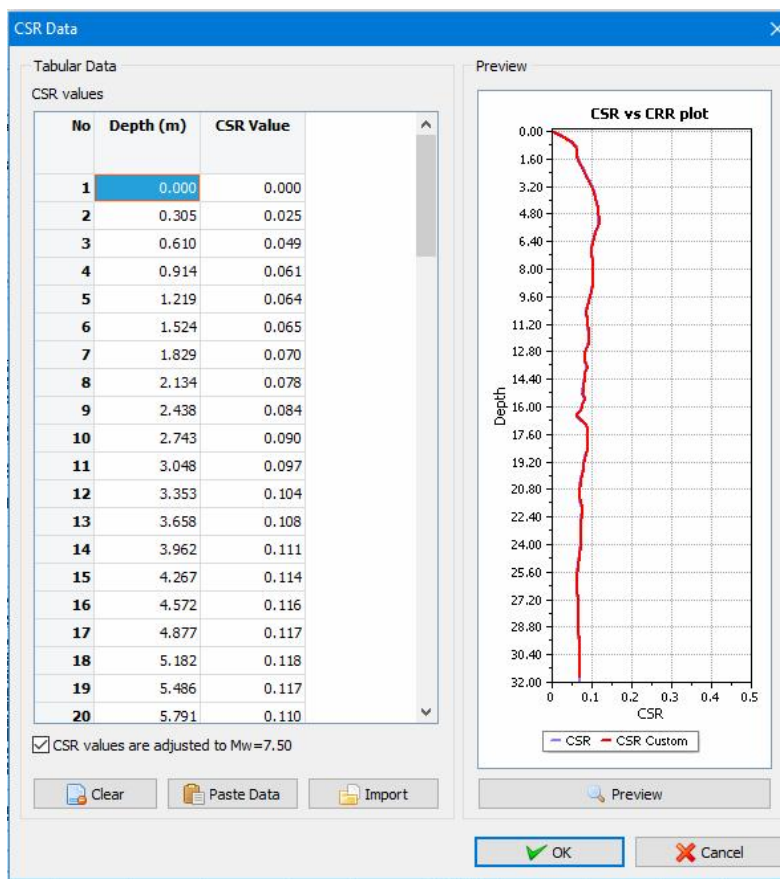 CSR Data
Tabular Data
CSR values
No Depth (m) CSR Value
1 0.000 0.000
2 0.305 0.025
3 0.610 0.049
4 0.914 0.061
5 1.219 0.064
6 1.524 0.065
7 1.829 0.070
8 2.134 0.078
9 2.438 0.084
10 2.743 0.090
11 3.048 0.097
12 3.353 0.104
13 3.658 0.108
14 3.962 0.111
15 4.267 0.114
16 4.572 0.116
17 4.877 0.117
18 5.182 0.118
19 5.486 0.117
20 5.791 0.110
CSR values are adjusted to Mw=7.50
Clear Paste Data Import
Preview
CSR vs CRR plot
0.00
1.60
3.20
4.80
6.40
8.00
9.60
11.20
12.80
14.40
16.00
17.60
19.20
20.80
22.40
24.00
25.60
27.20
28.80
30.40
32.00
Depth
0 0.1 0.2 0.3 0.4 0.5
CSR
CSR CSR Custom
Preview
OK Cancel